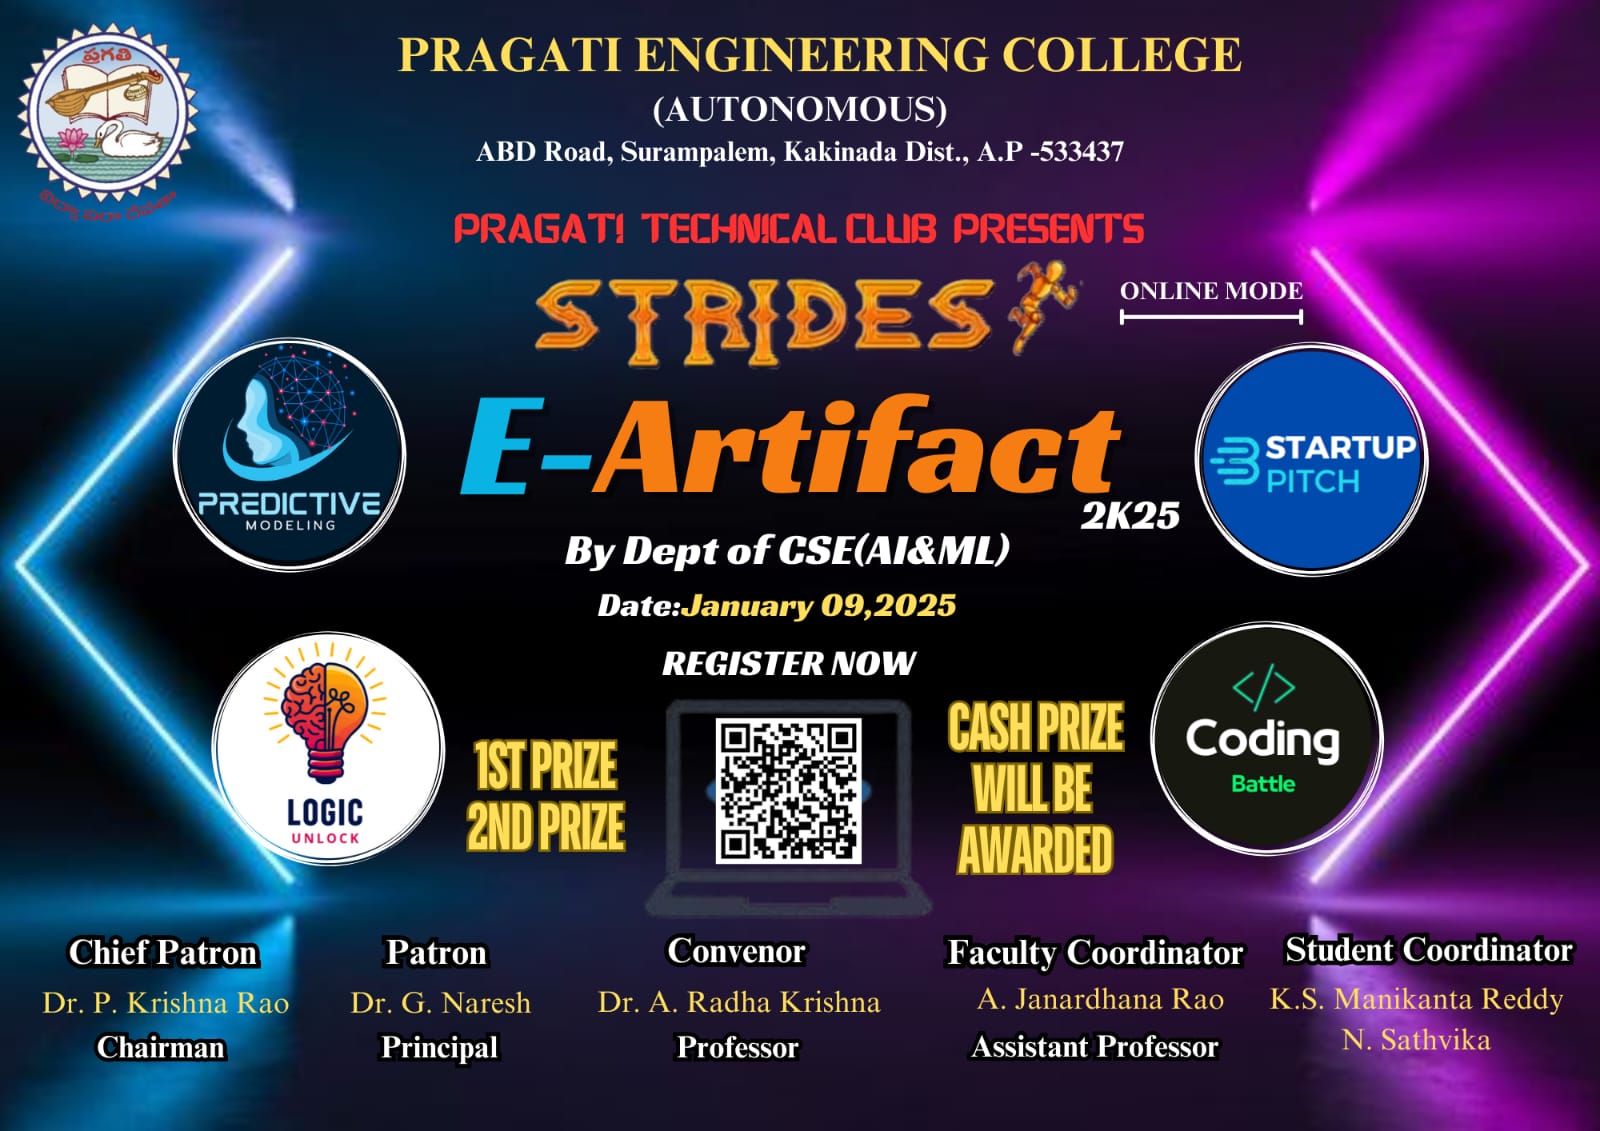 ప్రగతి
PRAGATI ENGINEERING COLLEGE
(AUTONOMOUS)
ABD Road, Surampalem, Kakinada Dist., A.P -533437
PRAGATI TECHNICAL CLUB PRESENTS
STRIDES
ONLINE MODE
E-Artifact
2K25
PREDICTIVE
MODELING
STARTUP
PITCH
By Dept of CSE(AI&ML)
Date:January 09,2025
REGISTER NOW
LOGIC
UNLOCK
1ST PRIZE
2ND PRIZE
CASH PRIZE
WILL BE
AWARDED
</>
Coding
Battle
Chief Patron
Dr. P. Krishna Rao
Chairman
Patron
Dr. G. Naresh
Principal
Convenor
Dr. A. Radha Krishna
Professor
Faculty Coordinator
A. Janardhana Rao
Assistant Professor
Student Coordinator
K.S. Manikanta Reddy
N. Sathvika